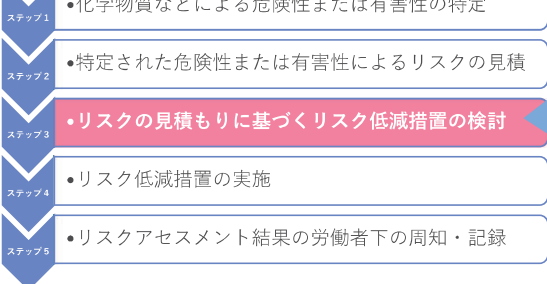 ステップ1
•化学物質などによる危険性または有害性の特定
ステップ2
•特定された危険性または有害性によるリスクの見積
ステップ3
•リスクの見積もりに基づくリスク低減措置の検討
ステップ4
•リスク低減措置の実施
ステップ5
•リスクアセスメント結果の労働者下の周知・記録